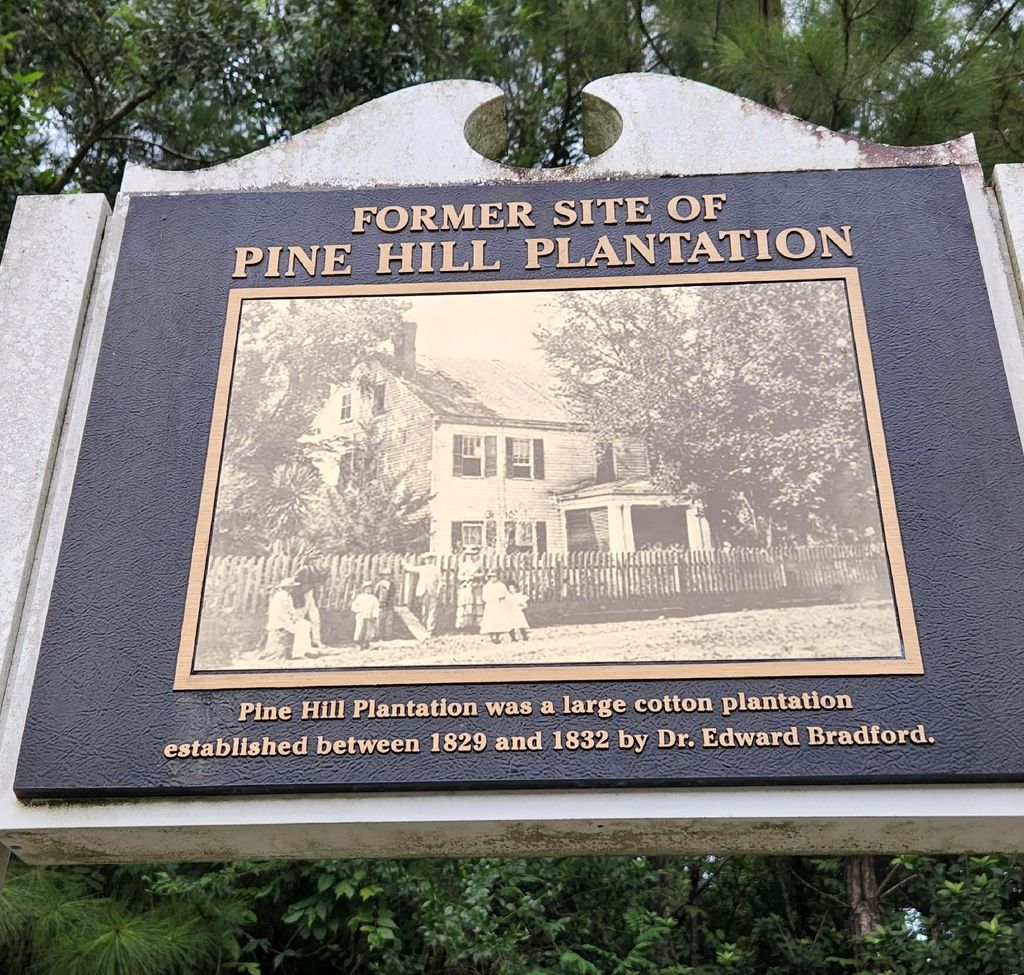 FORMER SITE OF
PINE HILL PLANTATION
Pine Hill Plantation was a large cotton plantation
established between 1829 and 1832 by Dr. Edward Bradford.